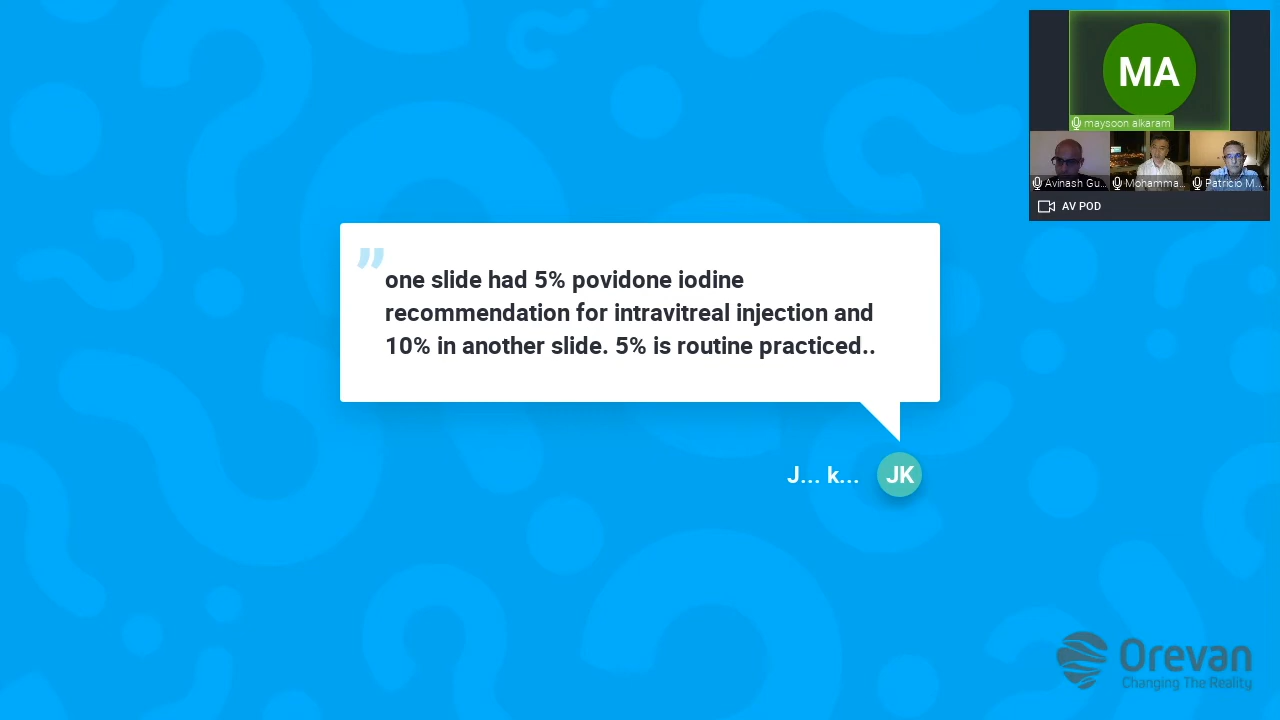 MA
maysoon alkaram
Avinash Gu...
Mohamma...
Patricio M....
AV POD
”
one slide had 5% povidone iodine
recommendation for intravitreal injection and
10% in another slide. 5% is routine practiced..
J... k...
JK
Orevan
Changing The Reality